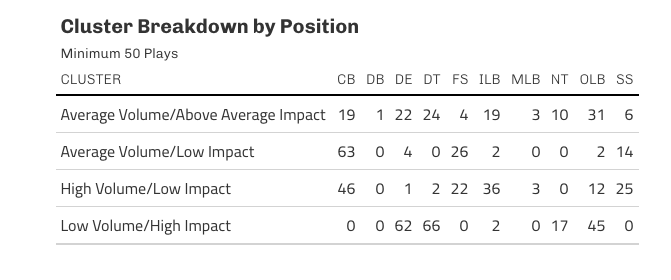 Cluster Breakdown by Position
Minimum 50 Plays
CLUSTER CB DB DE DT FS ILB MLB NT OLB SS
Average Volume/Above Average Impact 19 1 22 24 4 19 3 10 31 6
Average Volume/Low Impact 63 0 4 0 26 2 0 0 2 14
High Volume/Low Impact 46 0 1 2 22 36 3 0 12 25
Low Volume/High Impact 0 0 62 66 0 2 0 17 45 0